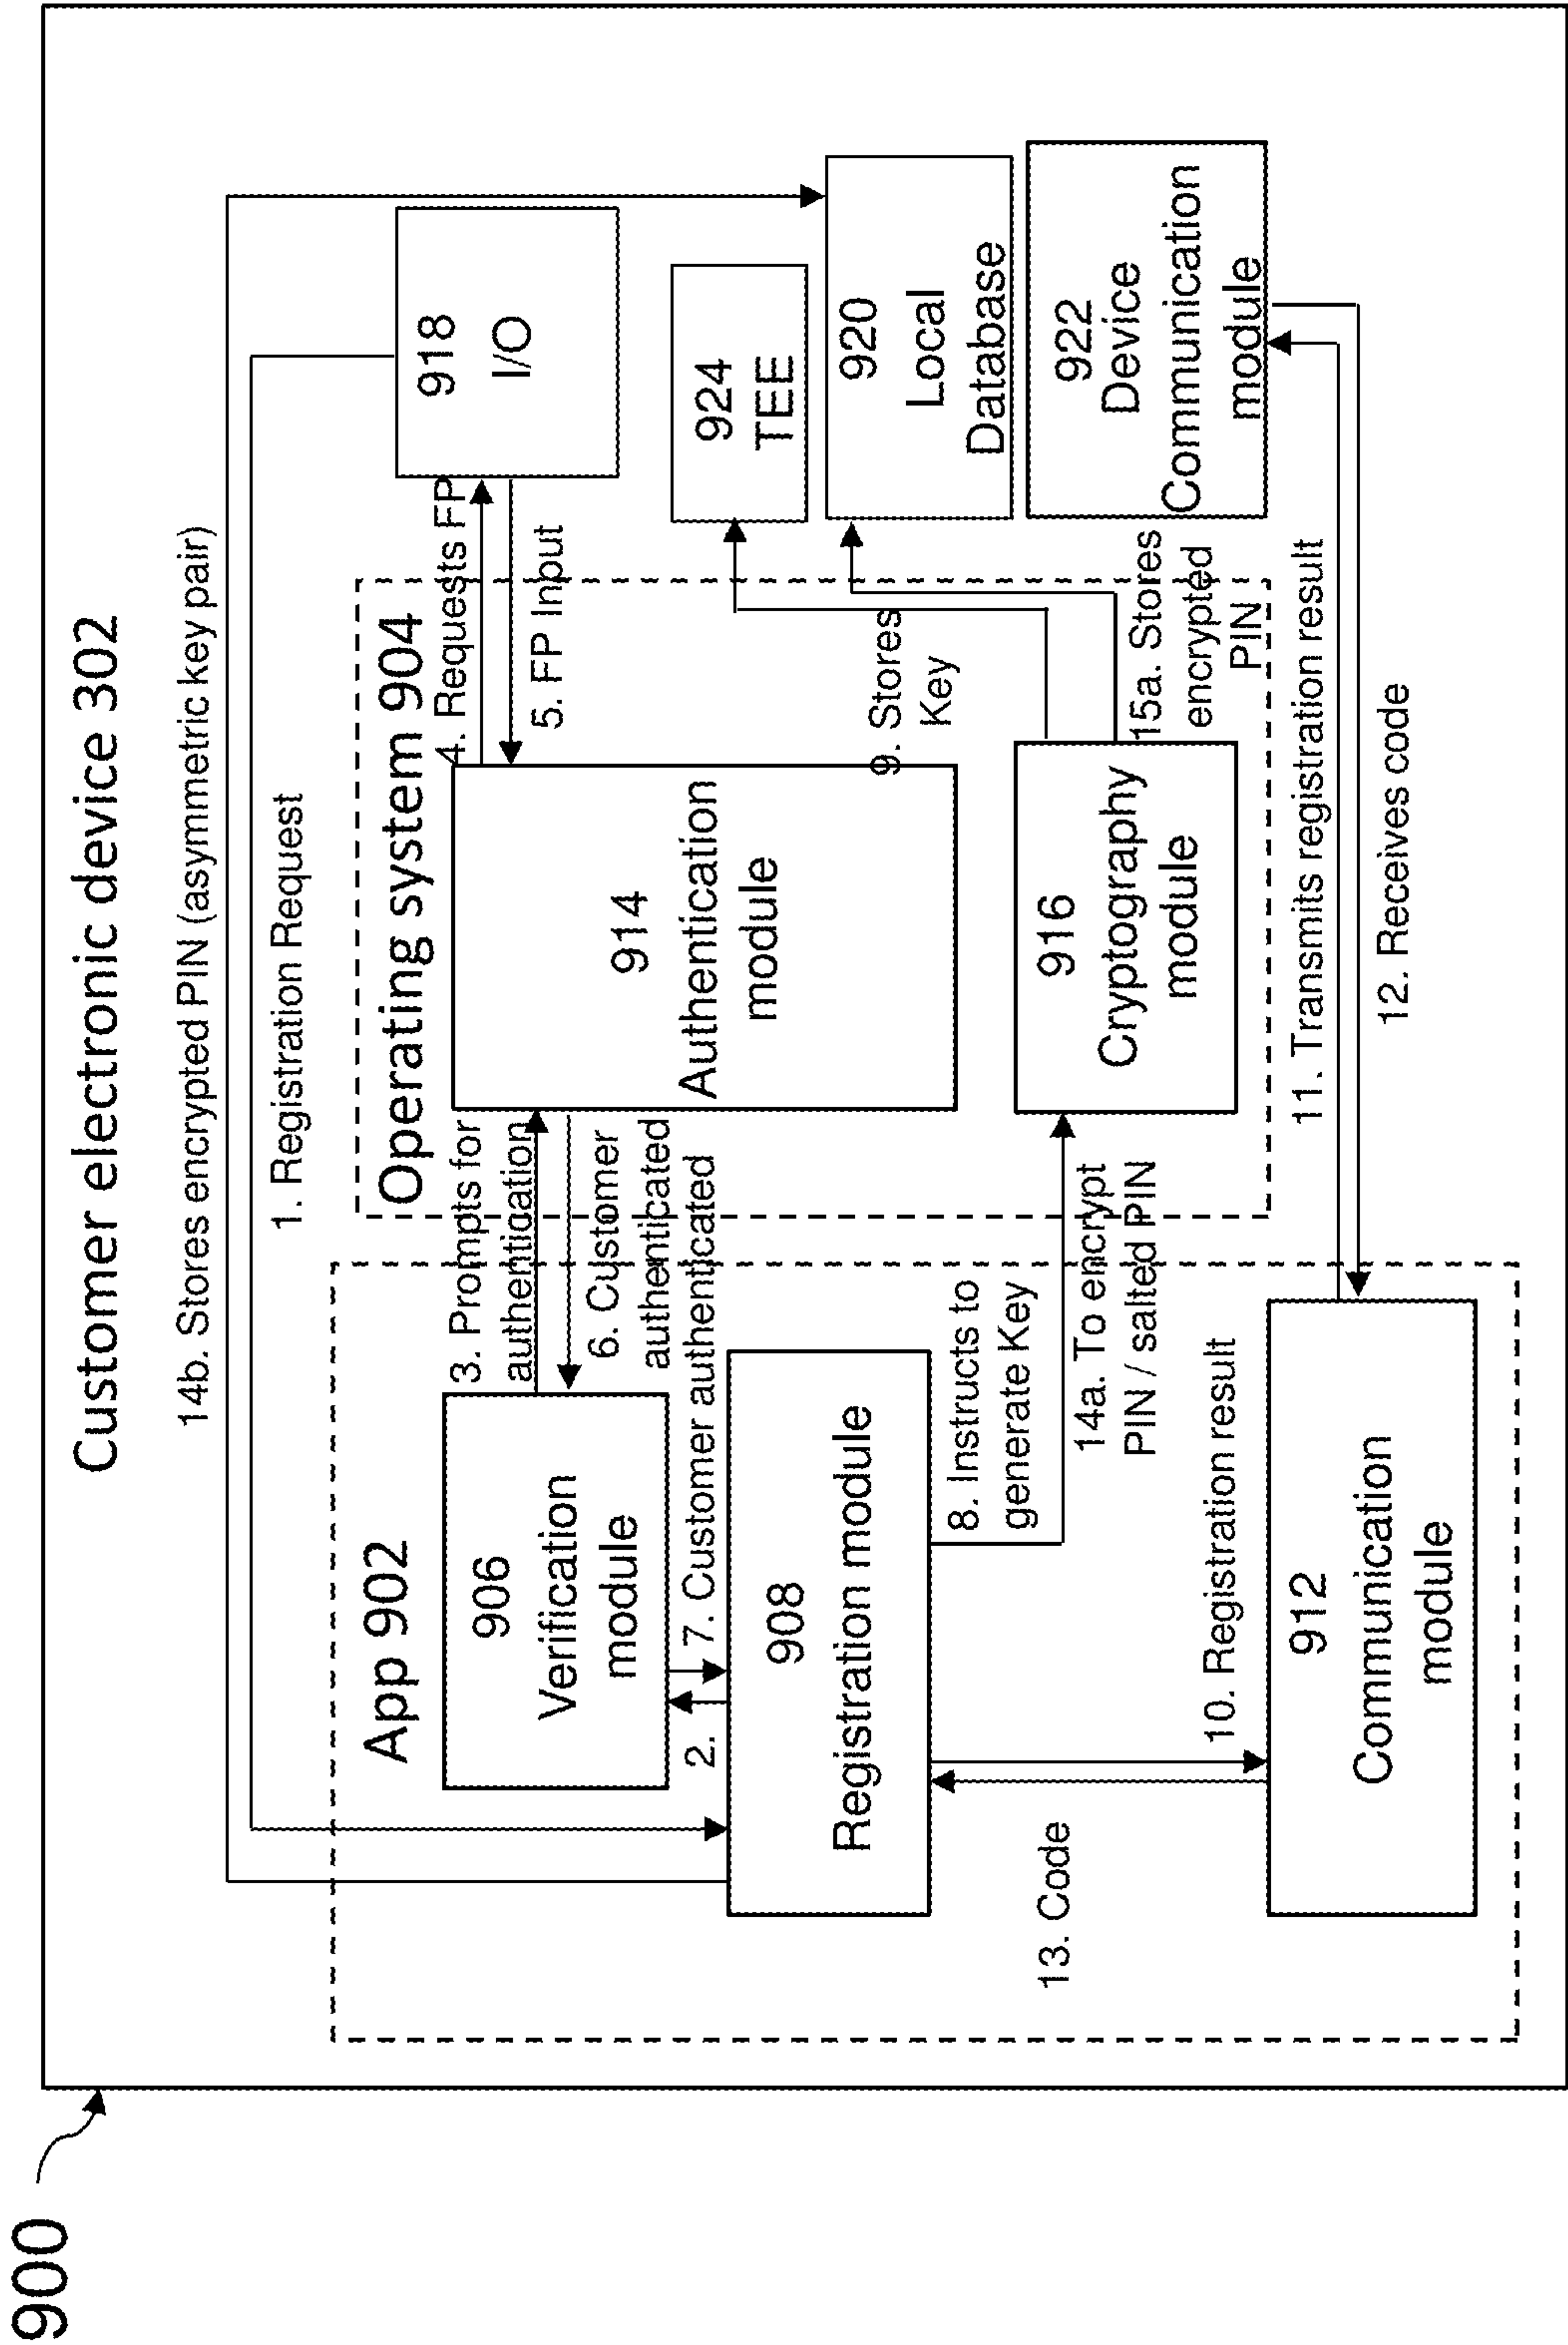 900
Customer electronic device 302
14b. Stores encrypted PIN (asymmetric key pair)
1. Registration Request
App 902
906
Verification
module
2.
7. Customer authenticated
908
Registration module
13. Code
10. Registration result
912
Communication
module
3. Prompts for
authentication
6. Customer
authenticated
8. Instructs to
generate Key
14a. To encrypt
PIN / salted PIN
Operating system 904
914
Authentication
module
916
Cryptography
module
4. Requests FP
5. FP Input
9. Stores
Key
15a. Stores
encrypted
PIN
11. Transmits registration result
12. Receives code
918
I/O
924
TEE
920
Local
Database
922
Device
Communication
module